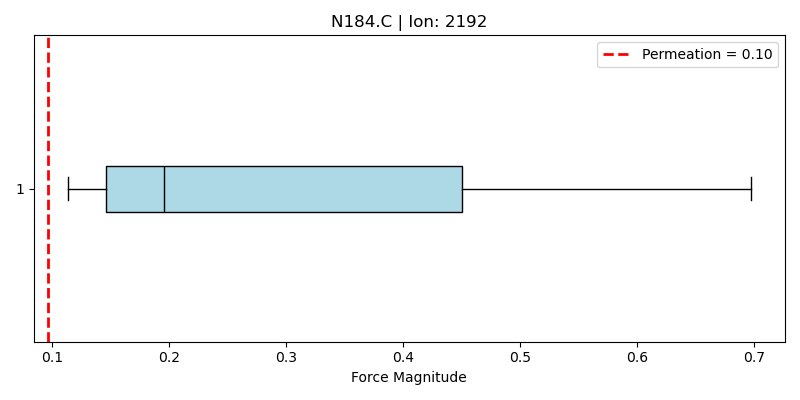 N184.C | Ion: 2192
Permeation = 0.10
1
0.1 0.2 0.3 0.4 0.5 0.6 0.7
Force Magnitude